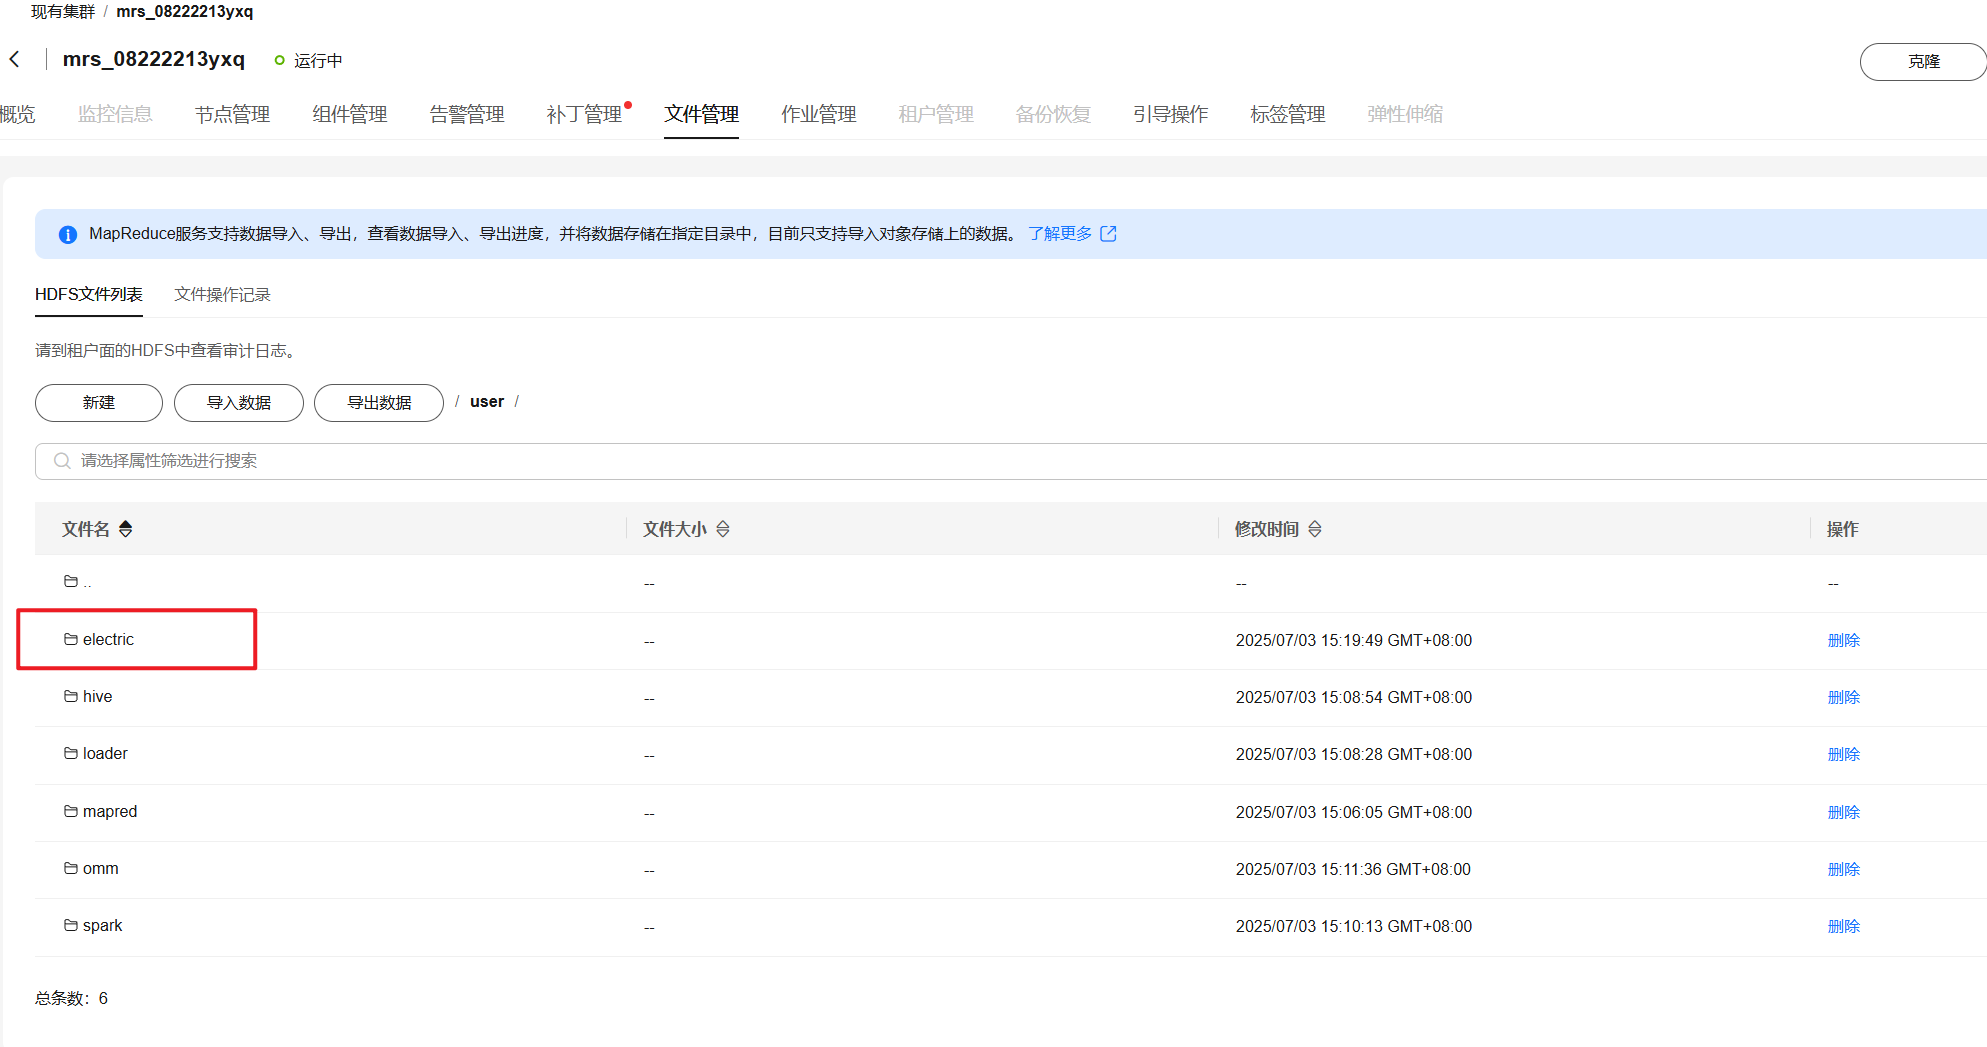 现有集群 / mrs_08222213yxq
mrs_08222213yxq 运行中 克隆
概览 监控信息 节点管理 组件管理 告警管理 补丁管理 文件管理 作业管理 租户管理 备份恢复 引导操作 标签管理 弹性伸缩
MapReduce服务支持数据导入、导出，查看数据导入、导出进度，并将数据存储在指定目录中，目前只支持导入对象存储上的数据。 了解更多
HDFS文件列表 文件操作记录
请到租户面的HDFS中查看审计日志。
新建 导入数据 导出数据 / user /
请选择属性筛选进行搜索
文件名 文件大小 修改时间 操作
.. -- -- --
electric -- 2025/07/03 15:19:49 GMT+08:00 删除
hive -- 2025/07/03 15:08:54 GMT+08:00 删除
loader -- 2025/07/03 15:08:28 GMT+08:00 删除
mapred -- 2025/07/03 15:06:05 GMT+08:00 删除
omm -- 2025/07/03 15:11:36 GMT+08:00 删除
spark -- 2025/07/03 15:10:13 GMT+08:00 删除
总条数：6